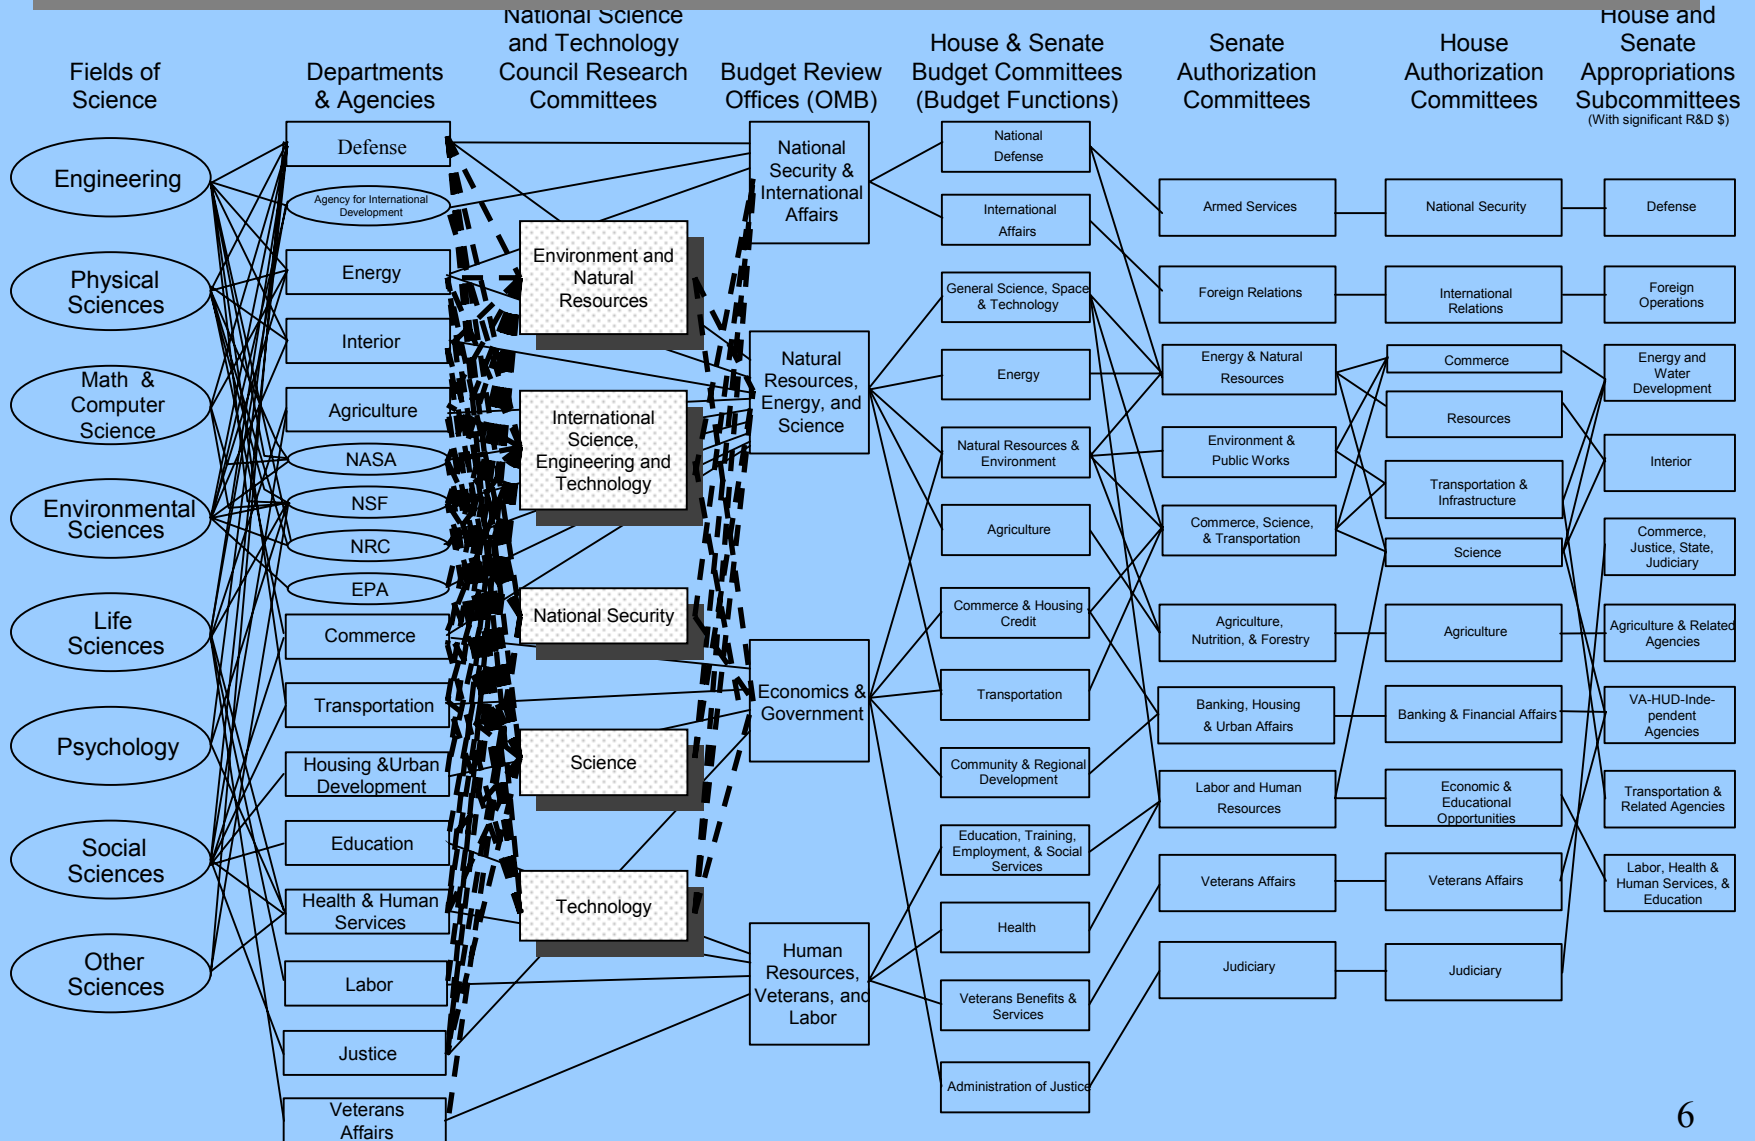 National Science
and Technology
Council Research
Committees
House and
Senate
Appropriations
Subcommittees
(With significant R&D $)
Fields of
Science
Departments
& Agencies
Budget Review
Offices (OMB)
House & Senate
Budget Committees
(Budget Functions)
Senate
Authorization
Committees
House
Authorization
Committees
Engineering
Physical
Sciences
Math &
Computer
Science
Environmental
Sciences
Life
Sciences
Psychology
Social
Sciences
Other
Sciences
Defense
Agency for International
Development
Energy
Interior
Agriculture
NASA
NSF
NRC
EPA
Commerce
Transportation
Housing &Urban
Development
Education
Health & Human
Services
Labor
Justice
Veterans
Affairs
Environment and
Natural
Resources
International
Science,
Engineering and
Technology
National Security
Science
Technology
National
Security &
International
Affairs
Natural
Resources,
Energy, and
Science
Economics &
Government
Human
Resources,
Veterans, and
Labor
National
Defense
International
Affairs
General Science, Space
& Technology
Energy
Natural Resources &
Environment
Agriculture
Commerce & Housing
Credit
Transportation
Community & Regional
Development
Education, Training,
Employment, & Social
Services
Health
Veterans Benefits &
Services
Administration of Justice
Armed Services
Foreign Relations
Energy & Natural
Resources
Environment &
Public Works
Commerce, Science,
& Transportation
Agriculture,
Nutrition, & Forestry
Banking, Housing
& Urban Affairs
Labor and Human
Resources
Veterans Affairs
Judiciary
National Security
International
Relations
Commerce
Resources
Transportation &
Infrastructure
Science
Agriculture
Banking & Financial Affairs
Economic &
Educational
Opportunities
Veterans Affairs
Judiciary
Defense
Foreign
Operations
Energy and
Water
Development
Interior
Commerce,
Justice, State,
Judiciary
Agriculture & Related
Agencies
VA-HUD-Inde-
pendent
Agencies
Transportation &
Related Agencies
Labor, Health &
Human Services, &
Education
6